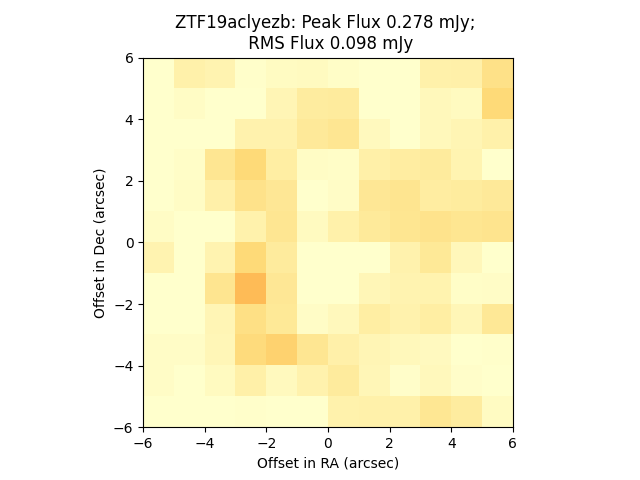 ZTF19aclyezb: Peak Flux 0.278 mJy;
RMS Flux 0.098 mJy
6
4
2
0
−2
−4
−6
Offset in Dec (arcsec)
−6 −4 −2 0 2 4 6
Offset in RA (arcsec)